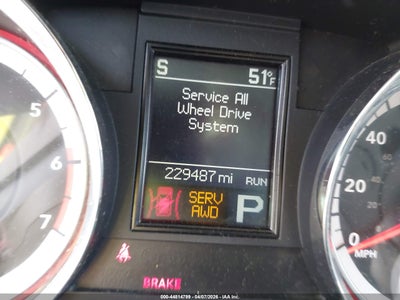 S 51°F
Service All
Wheel Drive
System
229487 mi RUN
SERV
AWD
P
BRAKE
5
6
7
40
20
0
MPH
000-44814799 - 04/07/2026 - IAA Inc.